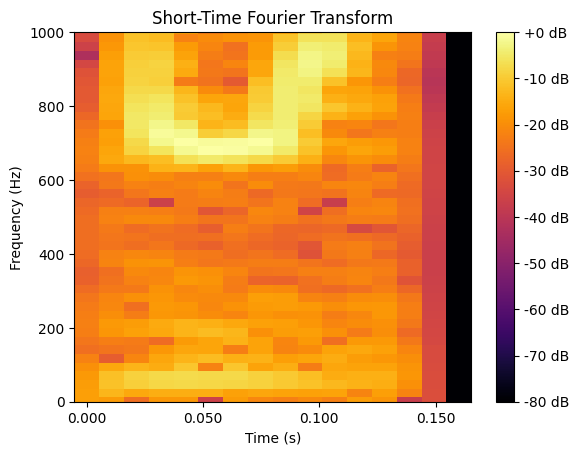 Short-Time Fourier Transform
Frequency (Hz)
1000
800
600
400
200
0
0.000
0.050
0.100
0.150
Time (s)
+0 dB
-10 dB
-20 dB
-30 dB
-40 dB
-50 dB
-60 dB
-70 dB
-80 dB